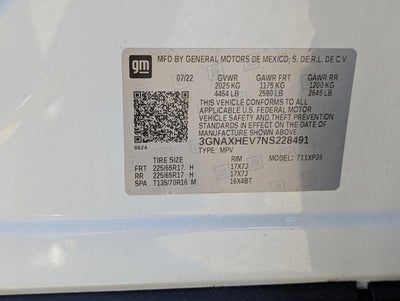 gm
MFD BY GENERAL MOTORS DE MEXICO, S. DE R.L. DE C.V.
07/22 GVWR GAWR FRT GAWR RR
2025 KG 1175 KG 1200 KG
4464 LB 2590 LB 2645 LB
THIS VEHICLE CONFORMS TO ALL APPLICABLE
U.S. FEDERAL MOTOR
VEHICLE SAFETY AND THEFT
PREVENTION STANDARDS IN EFFECT ON
THE DATE OF MANUFACTURE SHOWN ABOVE.
3GNAXHEV7NS228491
TYPE: MPV MODEL: 711XP26
0624
TIRE SIZE RIM
FRT 225/65R17 H 17X7J
RR 225/65R17 H 17X7J
SPA T135/70R16 M 16X4BT